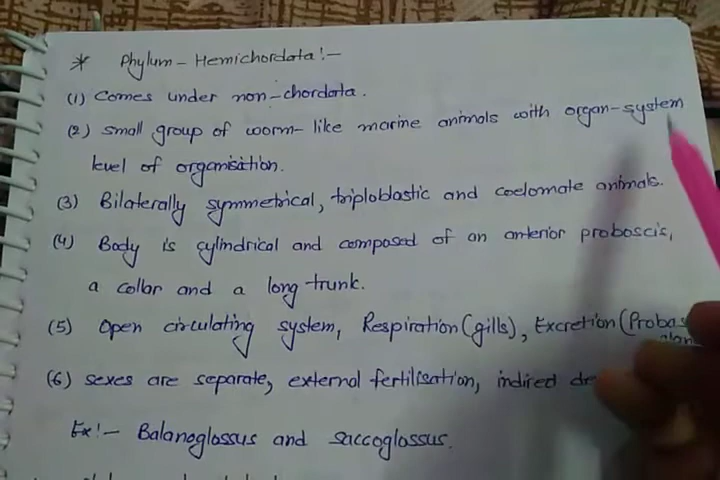 * Phylum - Hemichordata :-
(1) Comes under non-chordata.
(2) small group of worm-like marine animals with organ-system
level of organisation.
(3) Bilaterally symmetrical, triploblastic and coelomate animals.
(4) Body is cylindrical and composed of an anterior proboscis,
a collar and a long trunk.
(5) Open circulating system, Respiration (gills), Excretion (Probos
(6) sexes are separate, external fertilisation, indirect de
Ex!- Balanoglossus and saccoglossus.